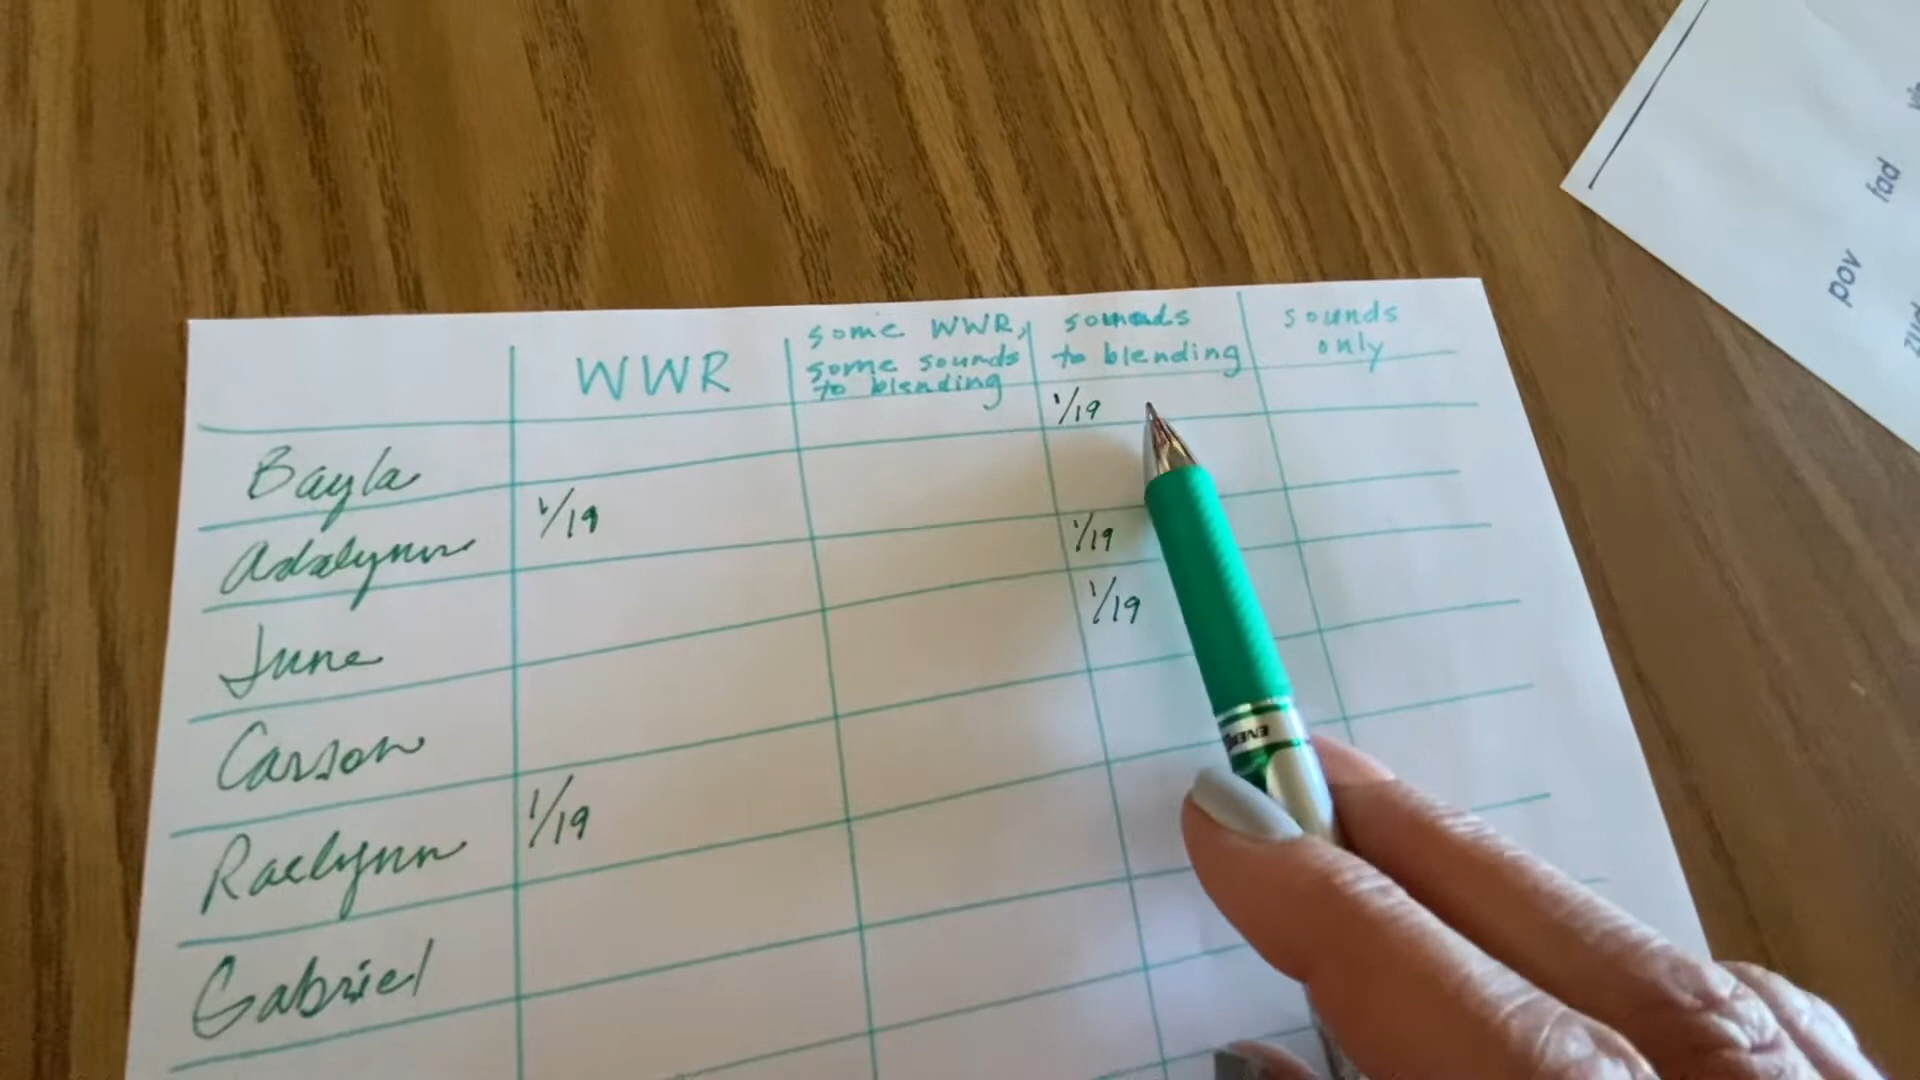 WWR
some WWR,
some sounds
to blending
sounds
to blending
sounds
only
Bayla
1/19
Adalynn
1/19
June
1/19
Carson
1/19
Raelynn
1/19
Gabriel
pov
fad